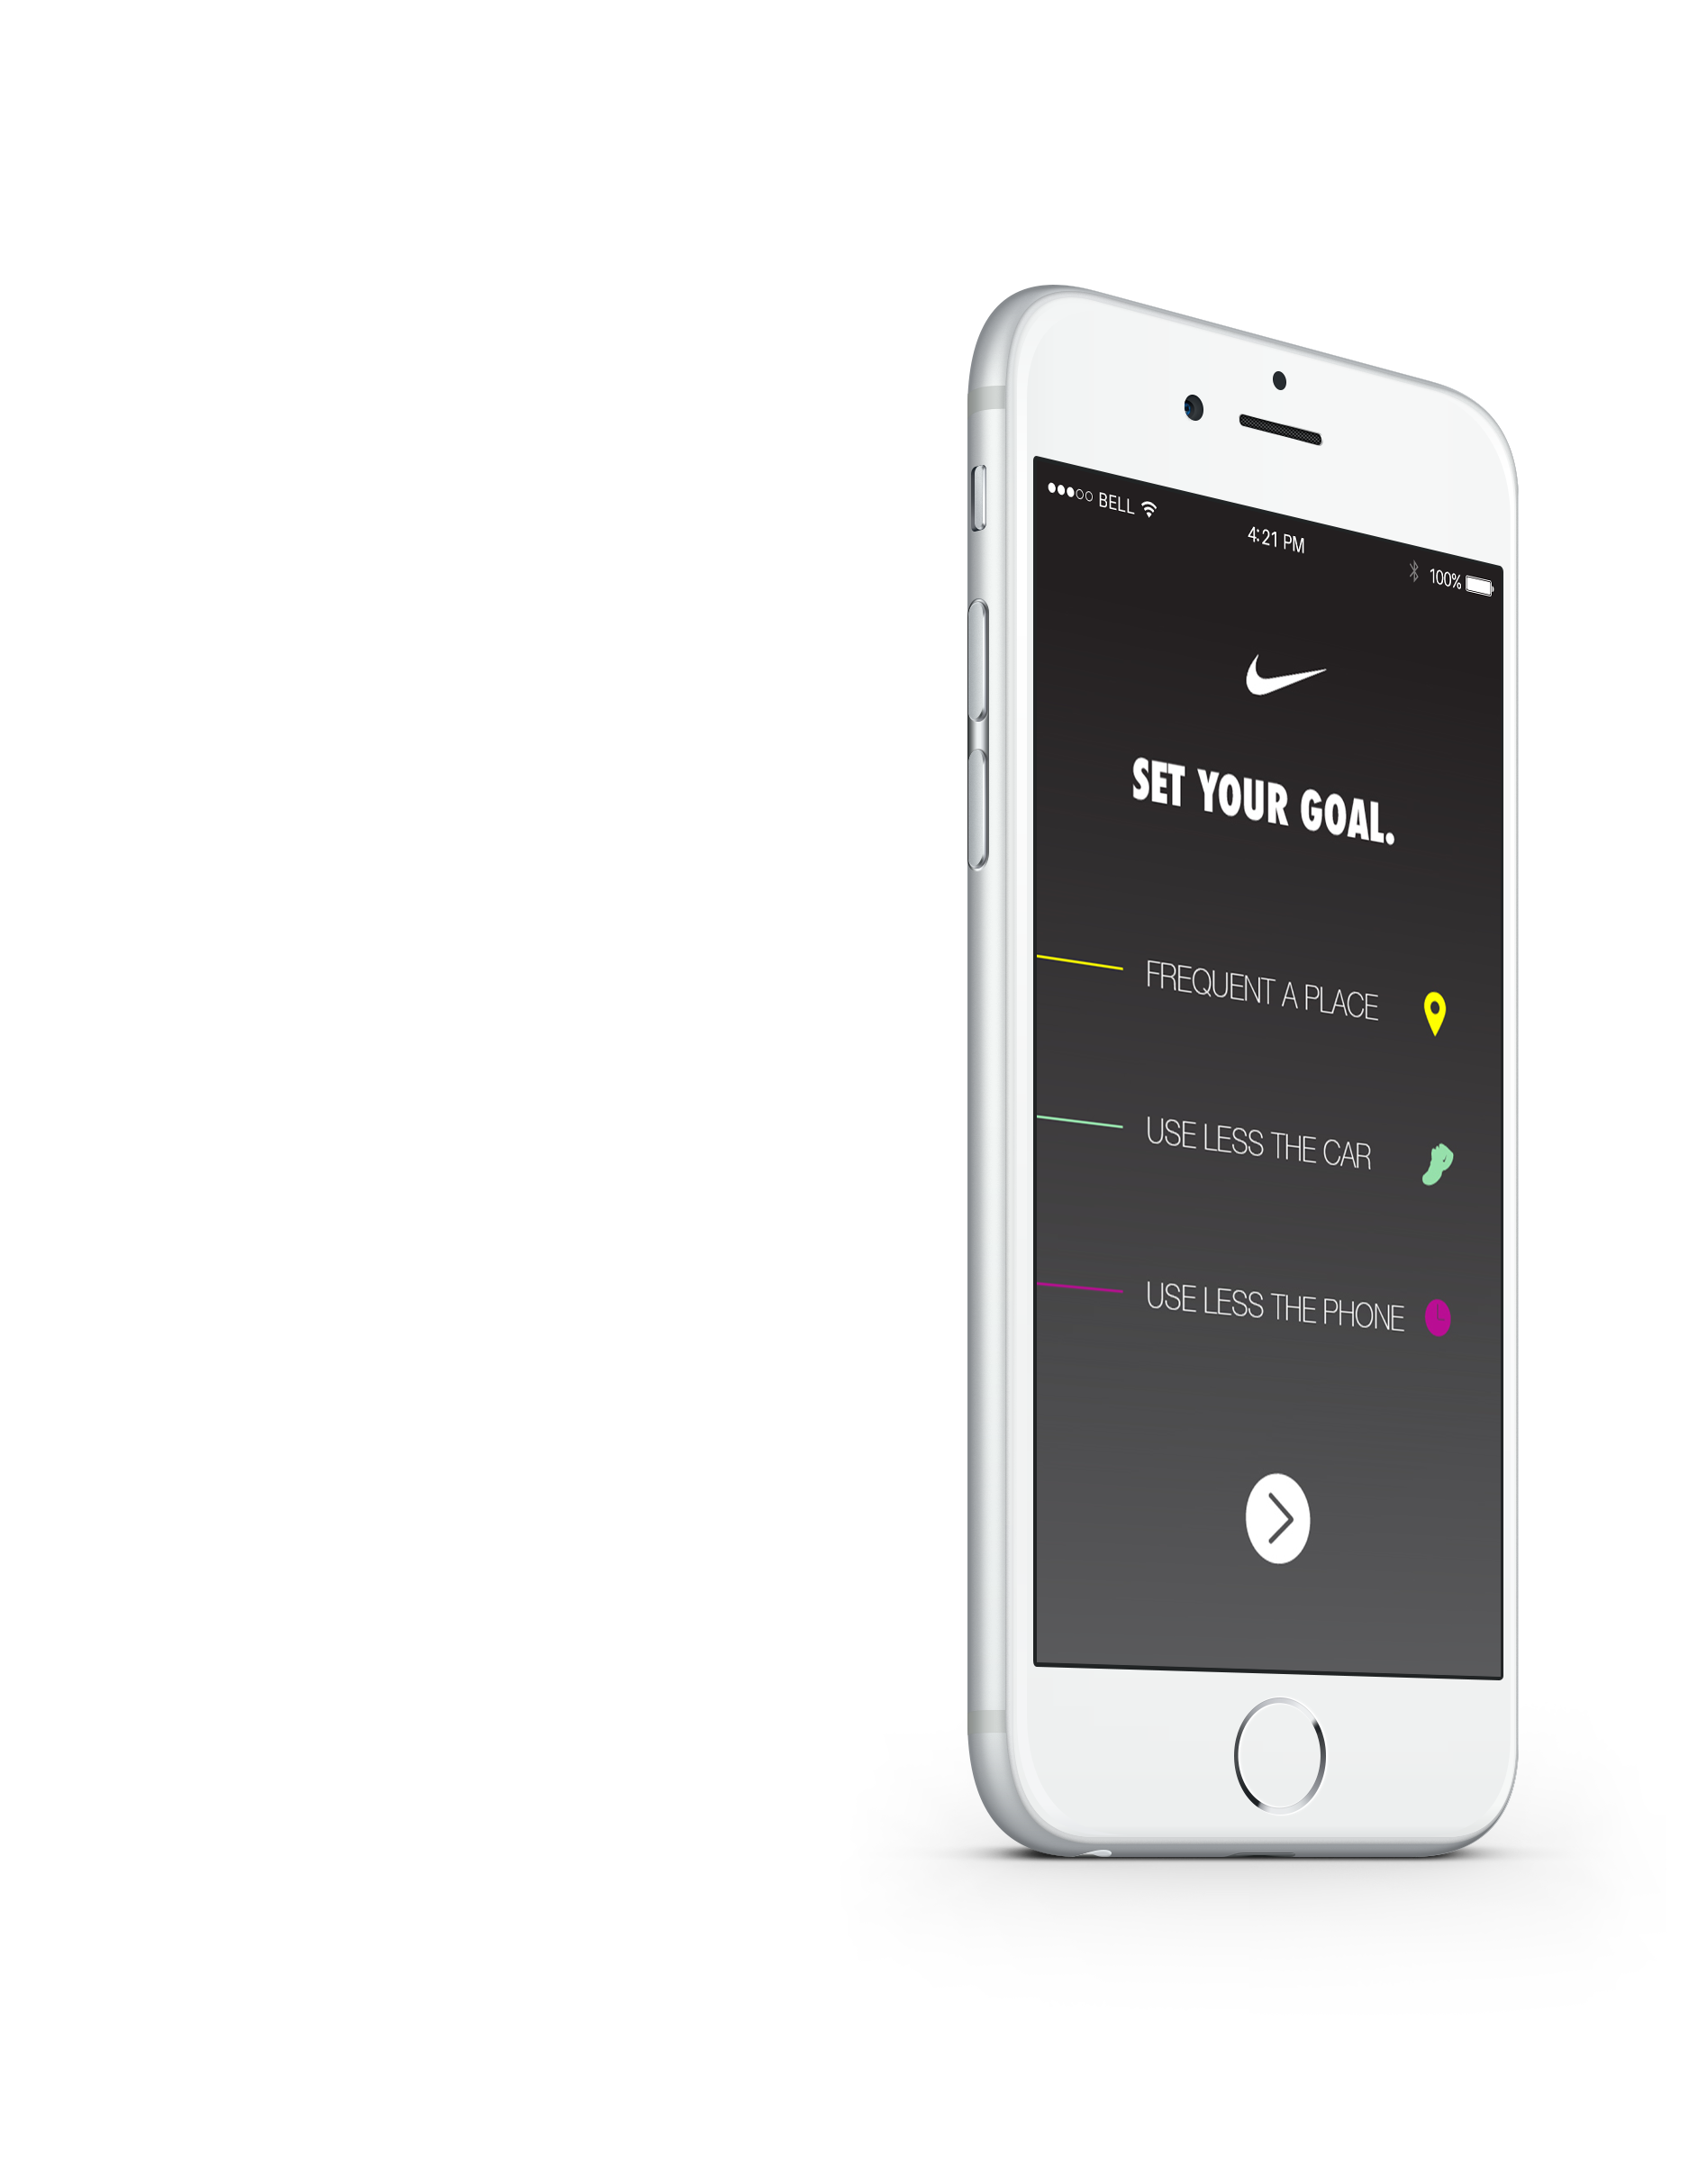 BELL
4:21 PM
100%
SET YOUR GOAL.
FREQUENT A PLACE
USE LESS THE CAR
USE LESS THE PHONE